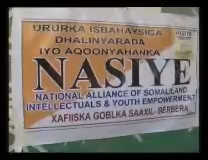 URURKA ISBAHAYSIGA
DHALINYARADA
IYO AQOONYAHANKA
NASIYE
NATIONAL ALLIANCE OF SOMALILAND
INTELLECTUALS & YOUTH EMPOWERMENT
XAFIISKA GOBLKA SAAXIL- BERBERA